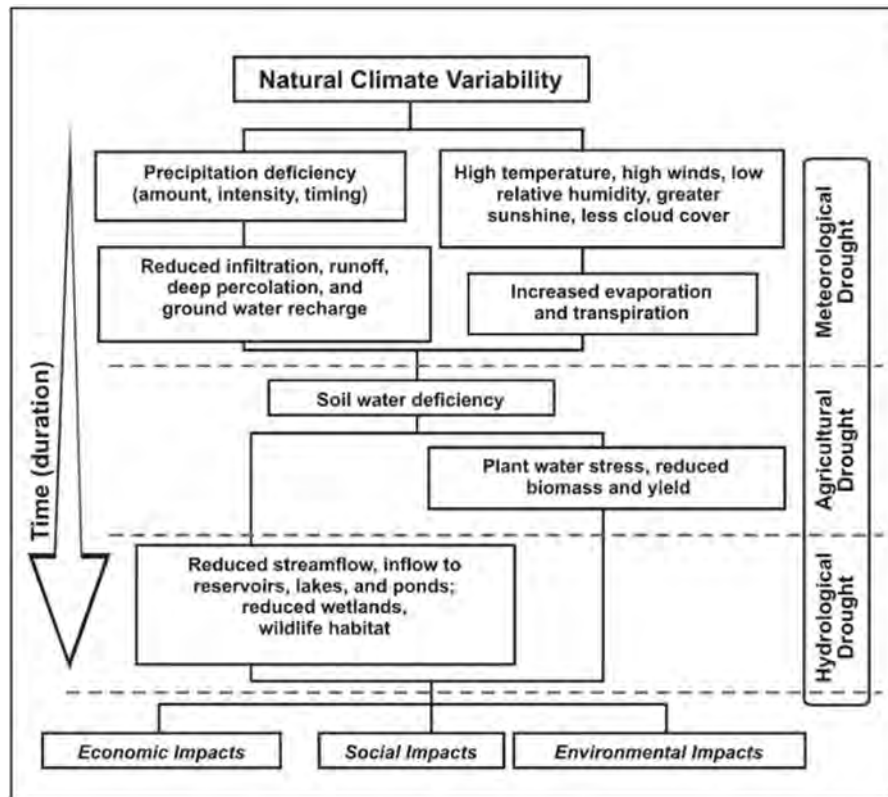 Natural Climate Variability
Precipitation deficiency
(amount, intensity, timing)
High temperature, high winds, low
relative humidity, greater
sunshine, less cloud cover
Reduced infiltration, runoff,
deep percolation, and
ground water recharge
Increased evaporation
and transpiration
Meteorological
Drought
Soil water deficiency
Plant water stress, reduced
biomass and yield
Agricultural
Drought
Time (duration)
Reduced streamflow, inflow to
reservoirs, lakes, and ponds;
reduced wetlands,
wildlife habitat
Hydrological
Drought
Economic Impacts
Social Impacts
Environmental Impacts